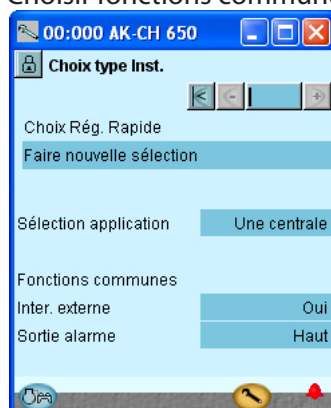 Choisir fonctions commun
00:000 AK-CH 650
Choix type Inst.
Choix Rég. Rapide
Faire nouvelle sélection
Sélection application Une centrale
Fonctions communes
Inter. externe Oui
Sortie alarme Haut